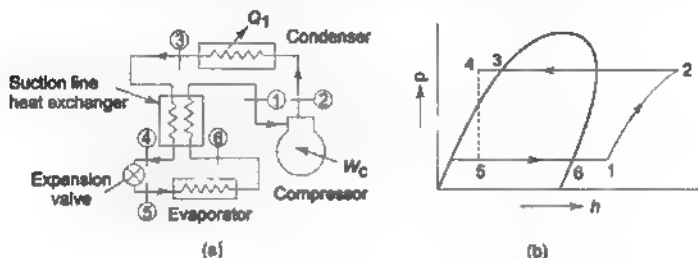 Q1
Condenser
3
Suction line
heat exchanger
1
2
4
6
Wc
Expansion
valve
Compressor
5
Evaporator
(a)
p
4
3
2
5
6
1
h
(b)